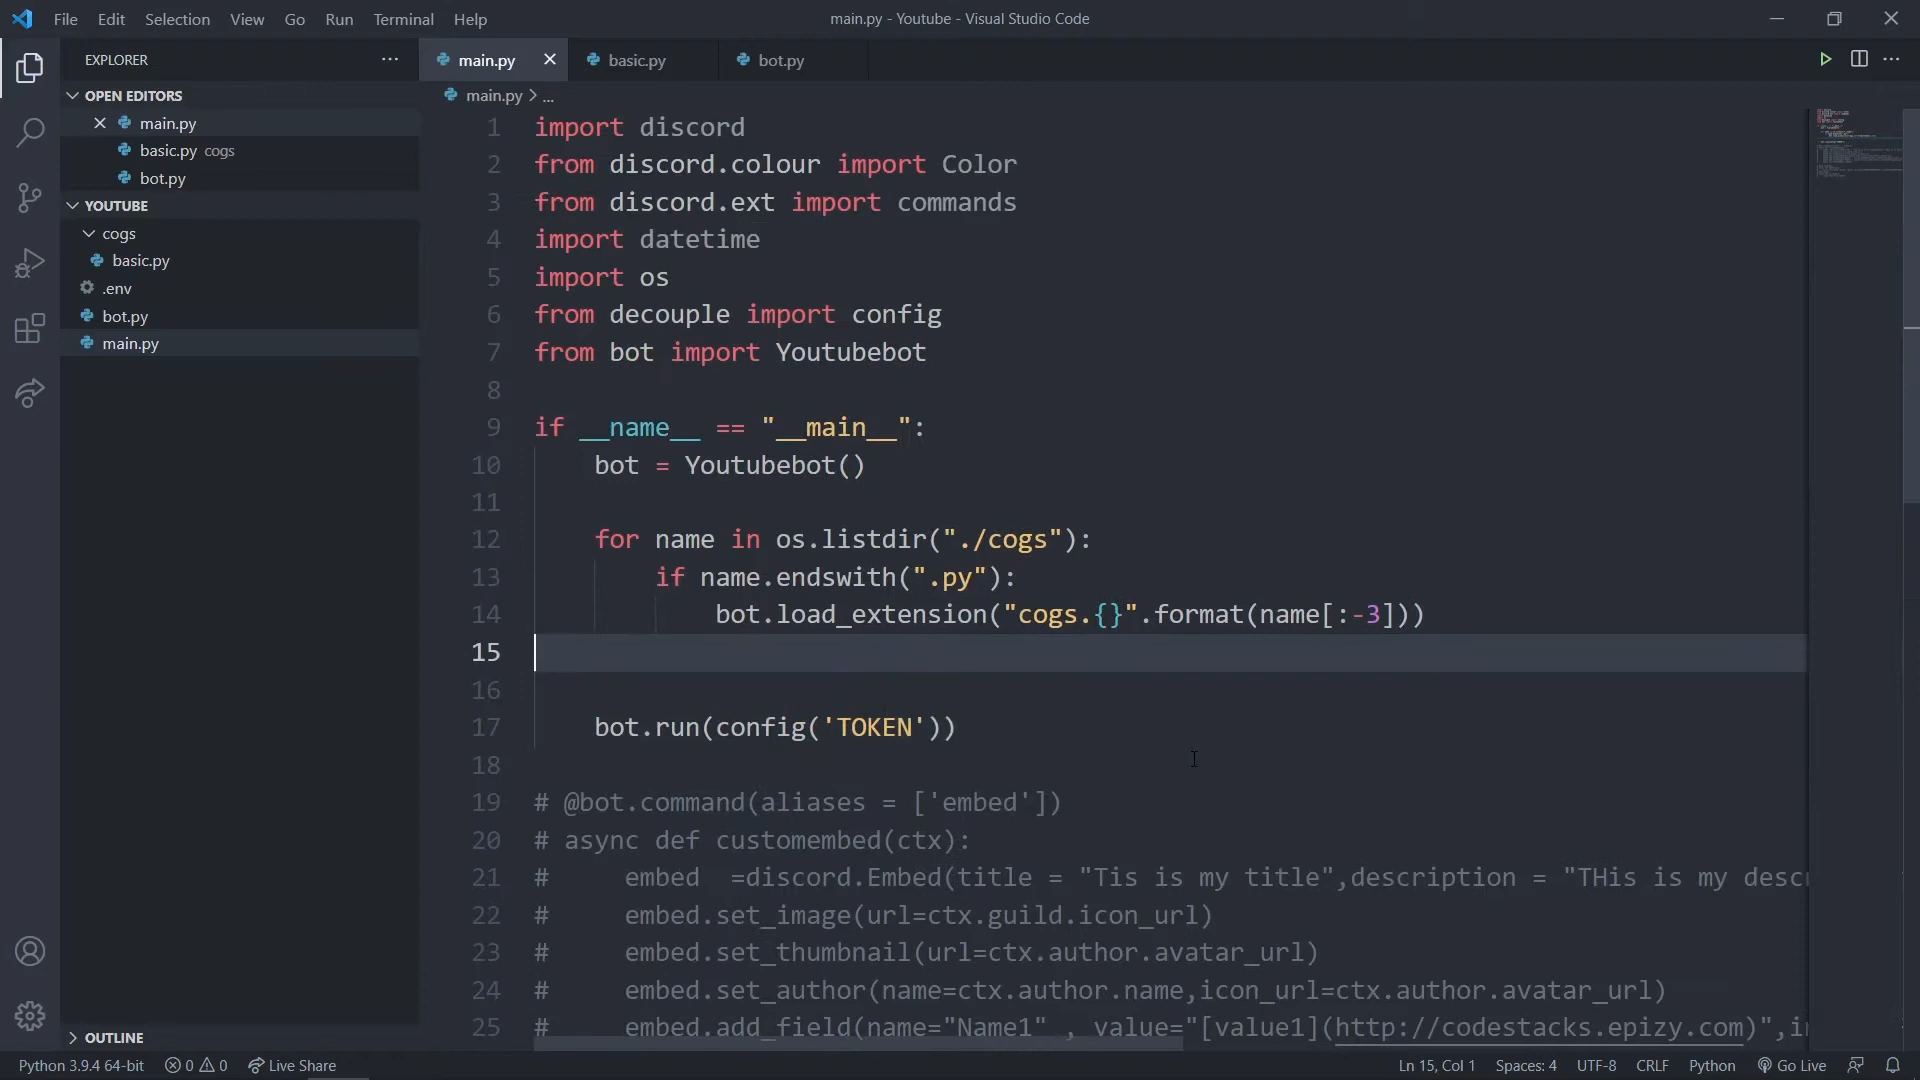 File Edit Selection View Go Run Terminal Help
main.py - Youtube - Visual Studio Code
EXPLORER
OPEN EDITORS
main.py
basic.py cogs
bot.py
YOUTUBE
cogs
basic.py
.env
bot.py
main.py
OUTLINE
main.py basic.py bot.py
main.py > ...
1 import discord
2 from discord.colour import Color
3 from discord.ext import commands
4 import datetime
5 import os
6 from decouple import config
7 from bot import Youtubebot
8
9 if __name__ == "__main__":
10 bot = Youtubebot()
11
12 for name in os.listdir("./cogs"):
13 if name.endswith(".py"):
14 bot.load_extension("cogs.{}".format(name[:-3]))
15
16
17 bot.run(config('TOKEN'))
18
19 # @bot.command(aliases = ['embed'])
20 # async def customembed(ctx):
21 # embed =discord.Embed(title = "Tis is my title",description = "THis is my descr
22 # embed.set_image(url=ctx.guild.icon_url)
23 # embed.set_thumbnail(url=ctx.author.avatar_url)
24 # embed.set_author(name=ctx.author.name,icon_url=ctx.author.avatar_url)
25 # embed.add_field(name="Name1" , value="[value1](http://codestacks.epizy.com)",i
Python 3.9.4 64-bit 0 0 Live Share Ln 15, Col 1 Spaces: 4 UTF-8 CRLF Python Go Live